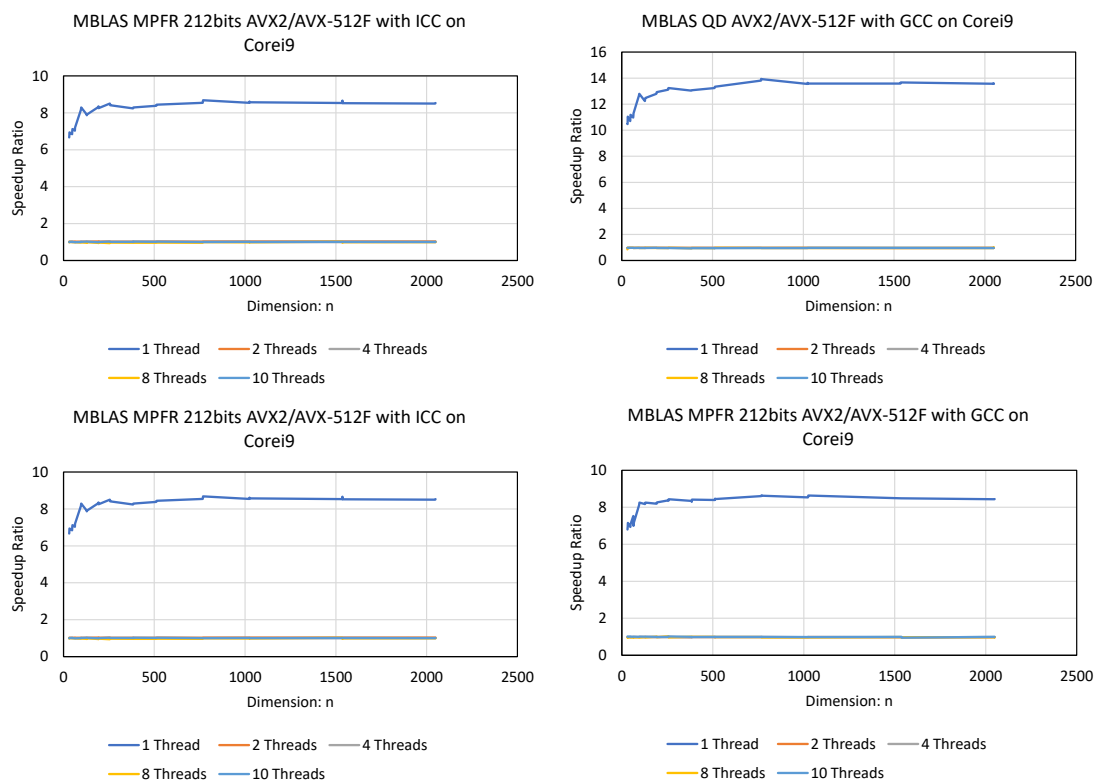 MBLAS MPFR 212bits AVX2/AVX-512F with ICC on
Corei9
10
8
6
4
2
0
Speedup Ratio
0 500 1000 1500 2000 2500
Dimension: n
1 Thread 2 Threads 4 Threads
8 Threads 10 Threads
MBLAS QD AVX2/AVX-512F with GCC on Corei9
16
14
12
10
8
6
4
2
0
Speedup Ratio
0 500 1000 1500 2000 2500
Dimension: n
1 Thread 2 Threads 4 Threads
8 Threads 10 Threads
MBLAS MPFR 212bits AVX2/AVX-512F with ICC on
Corei9
10
8
6
4
2
0
Speedup Ratio
0 500 1000 1500 2000 2500
Dimension: n
1 Thread 2 Threads 4 Threads
8 Threads 10 Threads
MBLAS MPFR 212bits AVX2/AVX-512F with GCC on
Corei9
10
8
6
4
2
0
Speedup Ratio
0 500 1000 1500 2000 2500
Dimension: n
1 Thread 2 Threads 4 Threads
8 Threads 10 Threads